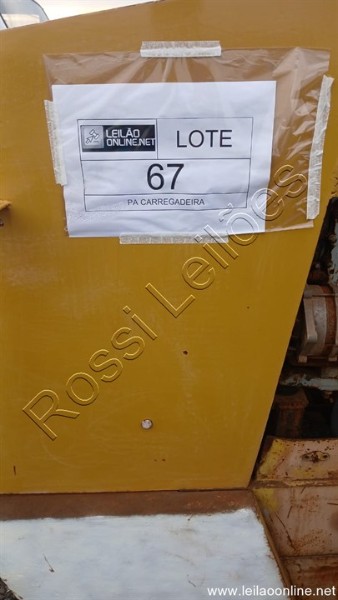 LEILÃO
ONLINE.NET
LOTE
67
PA CARREGADEIRA
Rossi Leilões
www.leilaoonline.net